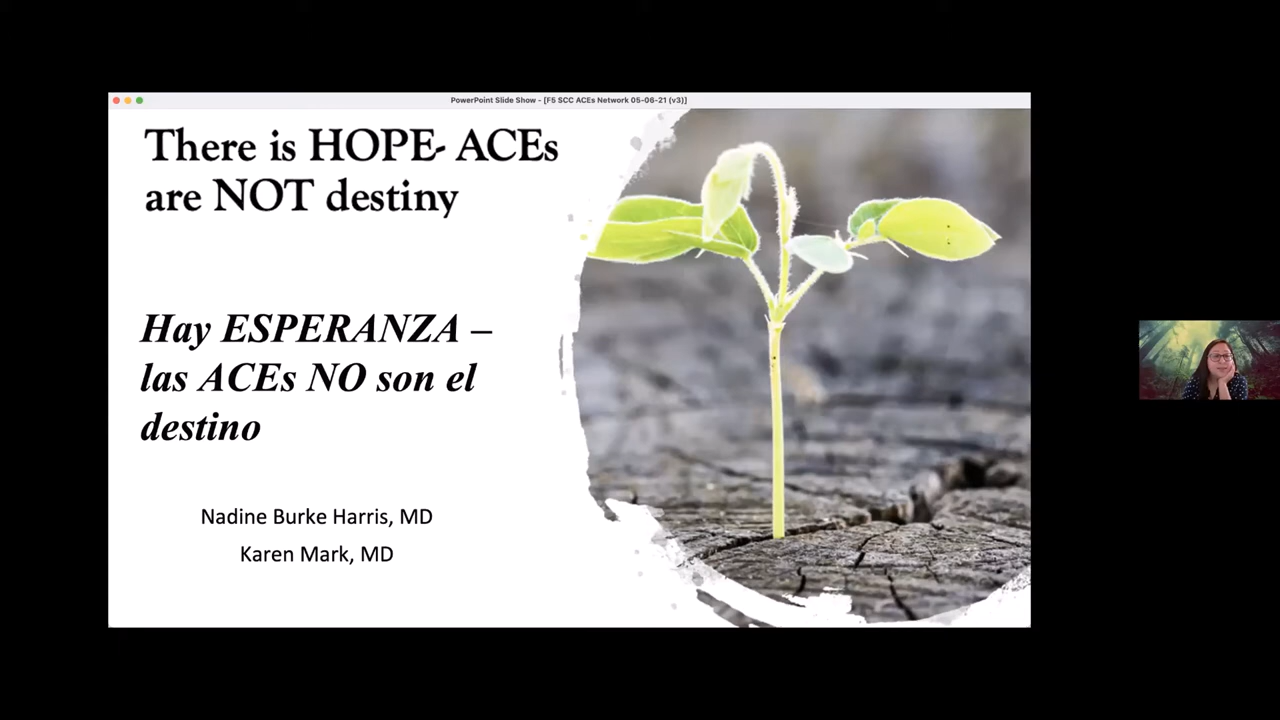 PowerPoint Slide Show - [F5 SCC ACEs Network 05-06-21 (v3)]
There is HOPE- ACEs
are NOT destiny
Hay ESPERANZA –
las ACEs NO son el
destino
Nadine Burke Harris, MD
Karen Mark, MD